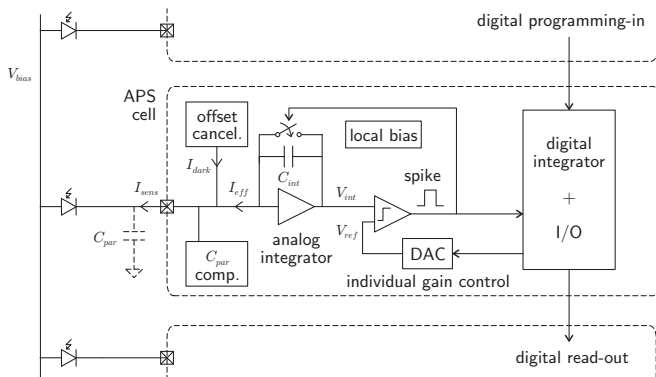 digital programming-in
V_bias
APS
cell
offset
cancel.
local bias
digital
integrator
+
I/O
I_dark
C_int
spike
I_sens
I_eff
V_int
V_ref
C_par
C_par
comp.
analog
integrator
DAC
individual gain control
digital read-out